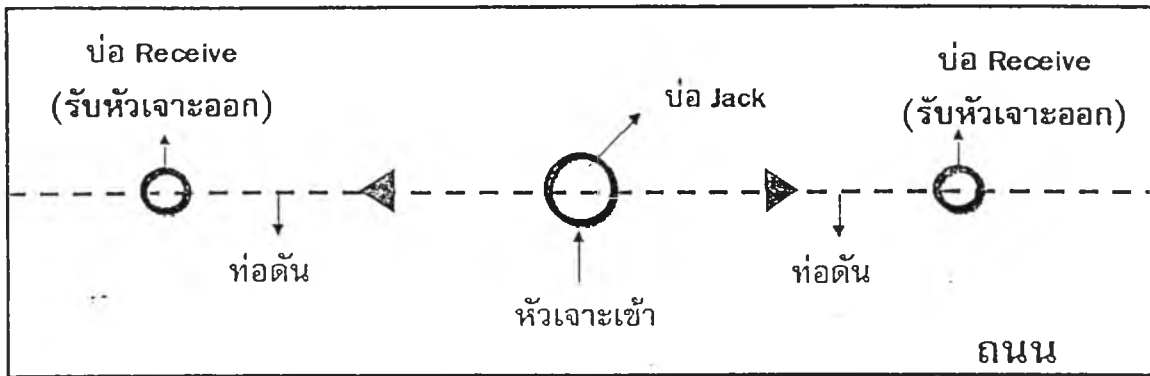 บ่อ Receive
(รับหัวเจาะออก)
บ่อ Jack
บ่อ Receive
(รับหัวเจาะออก)
ท่อดัน
ท่อดัน
หัวเจาะเข้า
ถนน